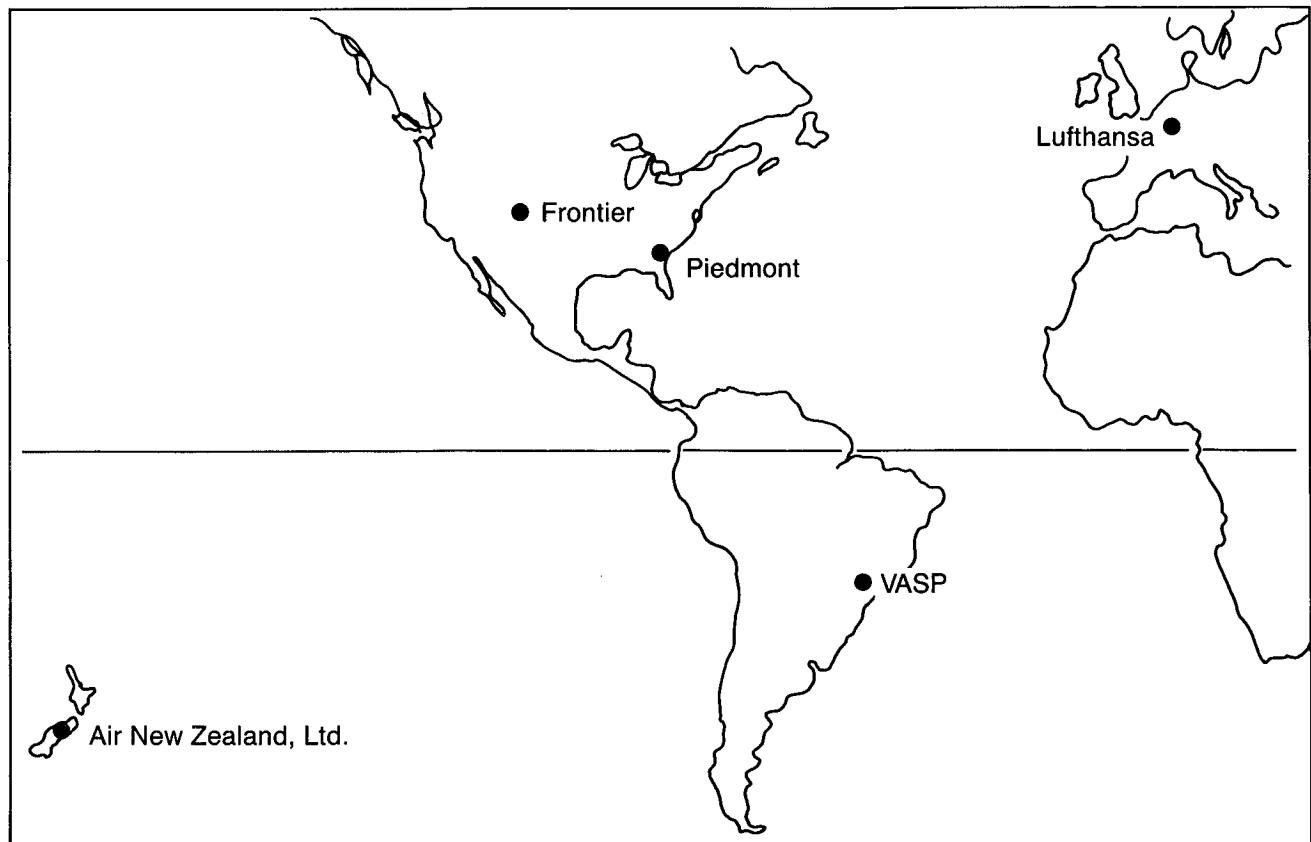 Lufthansa
Frontier
Piedmont
VASP
Air New Zealand, Ltd.